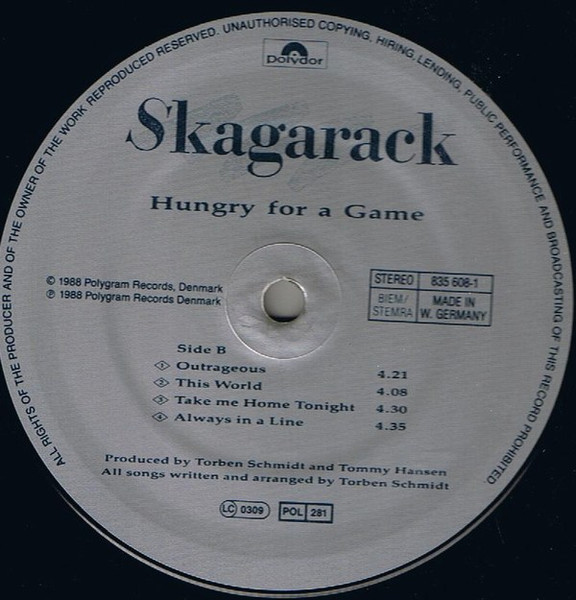 ALL RIGHTS OF THE PRODUCER AND OF THE OWNER OF THE WORK REPRODUCED RESERVED. UNAUTHORISED COPYING, HIRING, LENDING, PUBLIC PERFORMANCE AND BROADCASTING OF THIS RECORD PROHIBITED
polydor
Skagarack
Hungry for a Game
© 1988 Polygram Records, Denmark
℗ 1988 Polygram Records Denmark
STEREO 835 608-1
BIEM/STEMRA MADE IN W. GERMANY
Side B
1 Outrageous 4.21
2 This World 4.08
3 Take me Home Tonight 4.30
4 Always in a Line 4.35
Produced by Torben Schmidt and Tommy Hansen
All songs written and arranged by Torben Schmidt
LC 0309 POL 281